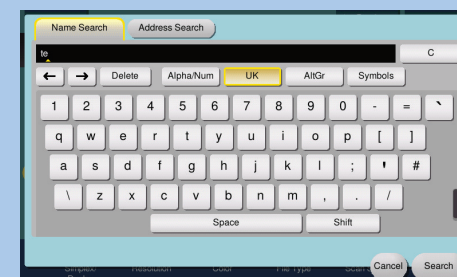 Name Search Address Search
te
C
← → Delete Alpha/Num UK AltGr Symbols
1 2 3 4 5 6 7 8 9 0 - = `
q w e r t y u i o p [ ]
a s d f g h j k l ; ' #
\ z x c v b n m , . /
Space Shift
Cancel Search
Resolution Color File Type